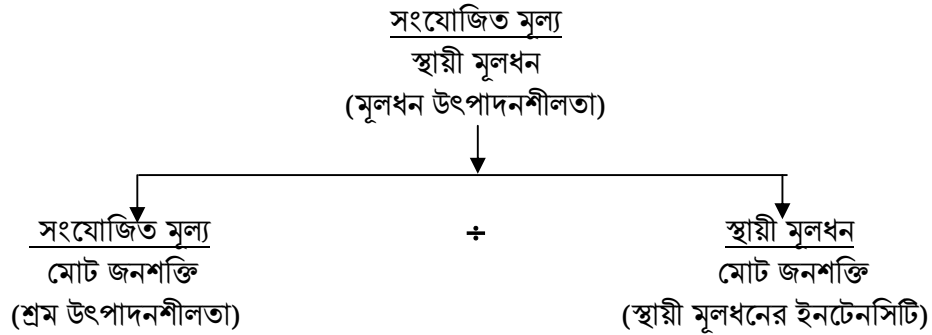 সংযোজিত মূল্য
স্থায়ী মূলধন
(মূলধন উৎপাদনশীলতা)
সংযোজিত মূল্য ÷ স্থায়ী মূলধন
মোট জনশক্তি মোট জনশক্তি
(শ্রম উৎপাদনশীলতা) (স্থায়ী মূলধনের ইনটেনসিটি)